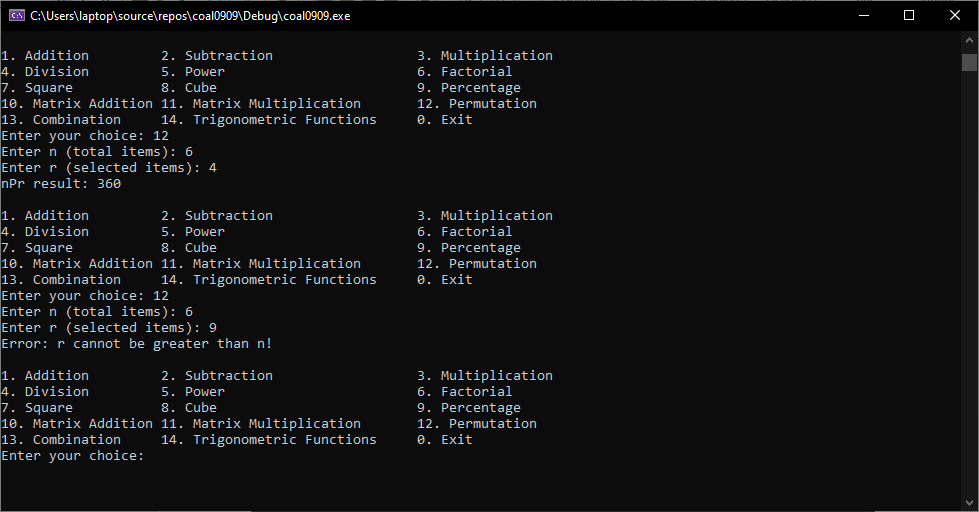 C:\Users\laptop\source\repos\coal0909\Debug\coal0909.exe
1. Addition 2. Subtraction 3. Multiplication
4. Division 5. Power 6. Factorial
7. Square 8. Cube 9. Percentage
10. Matrix Addition 11. Matrix Multiplication 12. Permutation
13. Combination 14. Trigonometric Functions 0. Exit
Enter your choice: 12
Enter n (total items): 6
Enter r (selected items): 4
nPr result: 360
1. Addition 2. Subtraction 3. Multiplication
4. Division 5. Power 6. Factorial
7. Square 8. Cube 9. Percentage
10. Matrix Addition 11. Matrix Multiplication 12. Permutation
13. Combination 14. Trigonometric Functions 0. Exit
Enter your choice: 12
Enter n (total items): 6
Enter r (selected items): 9
Error: r cannot be greater than n!
1. Addition 2. Subtraction 3. Multiplication
4. Division 5. Power 6. Factorial
7. Square 8. Cube 9. Percentage
10. Matrix Addition 11. Matrix Multiplication 12. Permutation
13. Combination 14. Trigonometric Functions 0. Exit
Enter your choice: